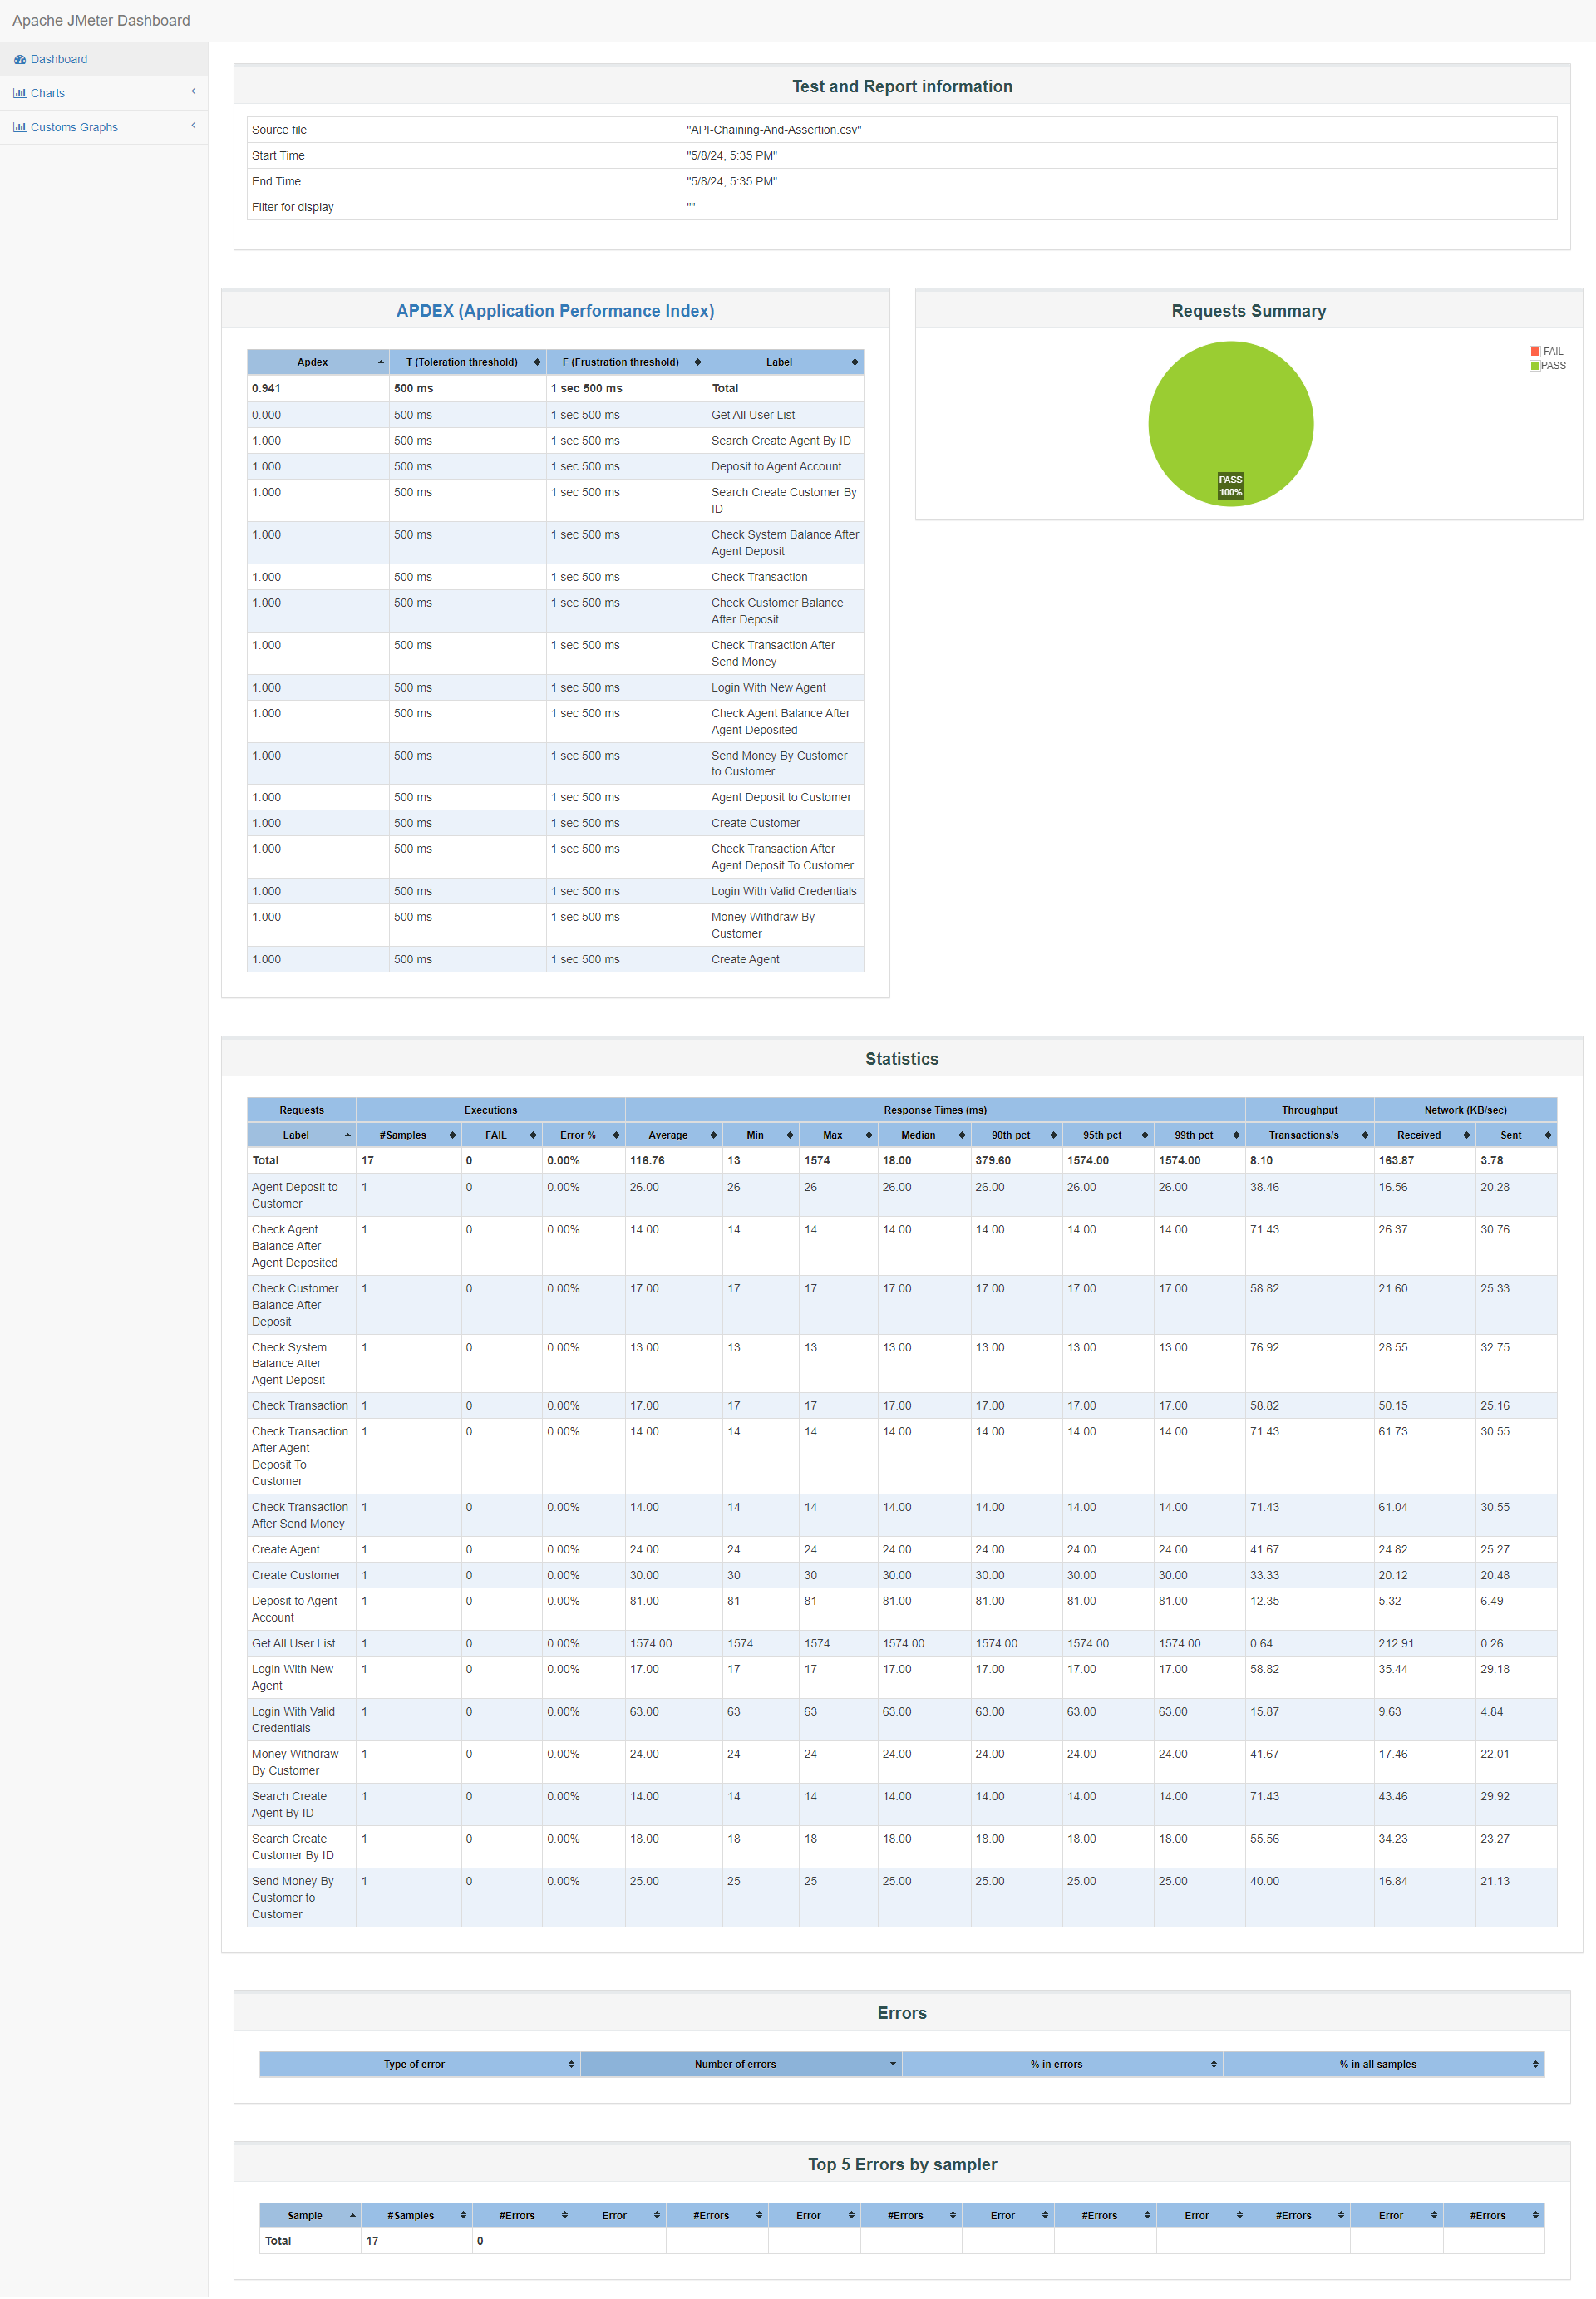 Apache JMeter Dashboard
Dashboard
Charts
Customs Graphs
Test and Report information
Source file "API-Chaining-And-Assertion.csv"
Start Time "5/8/24, 5:35 PM"
End Time "5/8/24, 5:35 PM"
Filter for display ""
APDEX (Application Performance Index)
Apdex T (Toleration threshold) F (Frustration threshold) Label
0.941 500 ms 1 sec 500 ms Total
0.000 500 ms 1 sec 500 ms Get All User List
1.000 500 ms 1 sec 500 ms Search Create Agent By ID
1.000 500 ms 1 sec 500 ms Deposit to Agent Account
1.000 500 ms 1 sec 500 ms Search Create Customer By
ID
1.000 500 ms 1 sec 500 ms Check System Balance After
Agent Deposit
1.000 500 ms 1 sec 500 ms Check Transaction
1.000 500 ms 1 sec 500 ms Check Customer Balance
After Deposit
1.000 500 ms 1 sec 500 ms Check Transaction After
Send Money
1.000 500 ms 1 sec 500 ms Login With New Agent
1.000 500 ms 1 sec 500 ms Check Agent Balance After
Agent Deposited
1.000 500 ms 1 sec 500 ms Send Money By Customer
to Customer
1.000 500 ms 1 sec 500 ms Agent Deposit to Customer
1.000 500 ms 1 sec 500 ms Create Customer
1.000 500 ms 1 sec 500 ms Check Transaction After
Agent Deposit To Customer
1.000 500 ms 1 sec 500 ms Login With Valid Credentials
1.000 500 ms 1 sec 500 ms Money Withdraw By
Customer
1.000 500 ms 1 sec 500 ms Create Agent
Requests Summary
FAIL
PASS
PASS
100%
Statistics
Requests Executions Response Times (ms) Throughput Network (KB/sec)
Label #Samples FAIL Error % Average Min Max Median 90th pct 95th pct 99th pct Transactions/s Received Sent
Total 17 0 0.00% 116.76 13 1574 18.00 379.60 1574.00 1574.00 8.10 163.87 3.78
Agent Deposit to 1 0 0.00% 26.00 26 26 26.00 26.00 26.00 26.00 38.46 16.56 20.28
Customer
Check Agent 1 0 0.00% 14.00 14 14 14.00 14.00 14.00 14.00 71.43 26.37 30.76
Balance After
Agent Deposited
Check Customer 1 0 0.00% 17.00 17 17 17.00 17.00 17.00 17.00 58.82 21.60 25.33
Balance After
Deposit
Check System 1 0 0.00% 13.00 13 13 13.00 13.00 13.00 13.00 76.92 28.55 32.75
Balance After
Agent Deposit
Check Transaction 1 0 0.00% 17.00 17 17 17.00 17.00 17.00 17.00 58.82 50.15 25.16
Check Transaction 1 0 0.00% 14.00 14 14 14.00 14.00 14.00 14.00 71.43 61.73 30.55
After Agent
Deposit To
Customer
Check Transaction 1 0 0.00% 14.00 14 14 14.00 14.00 14.00 14.00 71.43 61.04 30.55
After Send Money
Create Agent 1 0 0.00% 24.00 24 24 24.00 24.00 24.00 24.00 41.67 24.82 25.27
Create Customer 1 0 0.00% 30.00 30 30 30.00 30.00 30.00 30.00 33.33 20.12 20.48
Deposit to Agent 1 0 0.00% 81.00 81 81 81.00 81.00 81.00 81.00 12.35 5.32 6.49
Account
Get All User List 1 0 0.00% 1574.00 1574 1574 1574.00 1574.00 1574.00 1574.00 0.64 212.91 0.26
Login With New 1 0 0.00% 17.00 17 17 17.00 17.00 17.00 17.00 58.82 35.44 29.18
Agent
Login With Valid 1 0 0.00% 63.00 63 63 63.00 63.00 63.00 63.00 15.87 9.63 4.84
Credentials
Money Withdraw 1 0 0.00% 24.00 24 24 24.00 24.00 24.00 24.00 41.67 17.46 22.01
By Customer
Search Create 1 0 0.00% 14.00 14 14 14.00 14.00 14.00 14.00 71.43 43.46 29.92
Agent By ID
Search Create 1 0 0.00% 18.00 18 18 18.00 18.00 18.00 18.00 55.56 34.23 23.27
Customer By ID
Send Money By 1 0 0.00% 25.00 25 25 25.00 25.00 25.00 25.00 40.00 16.84 21.13
Customer to
Customer
Errors
Type of error Number of errors % in errors % in all samples
Top 5 Errors by sampler
Sample #Samples #Errors Error #Errors Error #Errors Error #Errors Error #Errors Error #Errors
Total 17 0